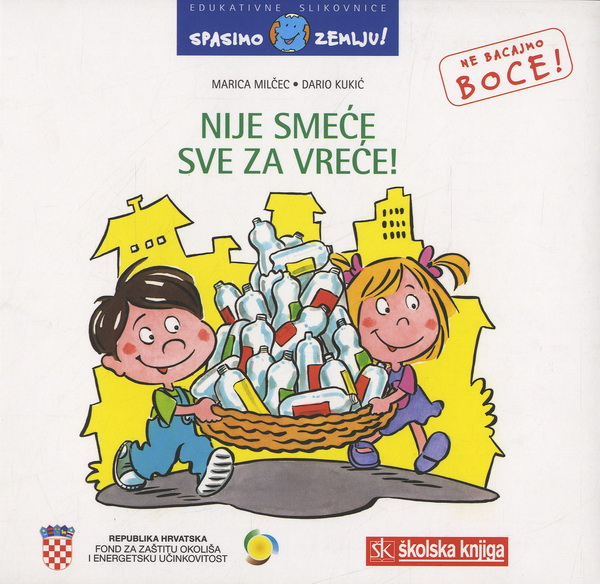 EDUKATIVNE SLIKOVNICE
SPASIMO ZEMLJU!
NE BACAJMO
BOCE!
MARICA MILČEC • DARIO KUKIĆ
NIJE SMEĆE
SVE ZA VREĆE!
REPUBLIKA HRVATSKA
FOND ZA ZAŠTITU OKOLIŠA
I ENERGETSKU UČINKOVITOST
šk školska knjiga